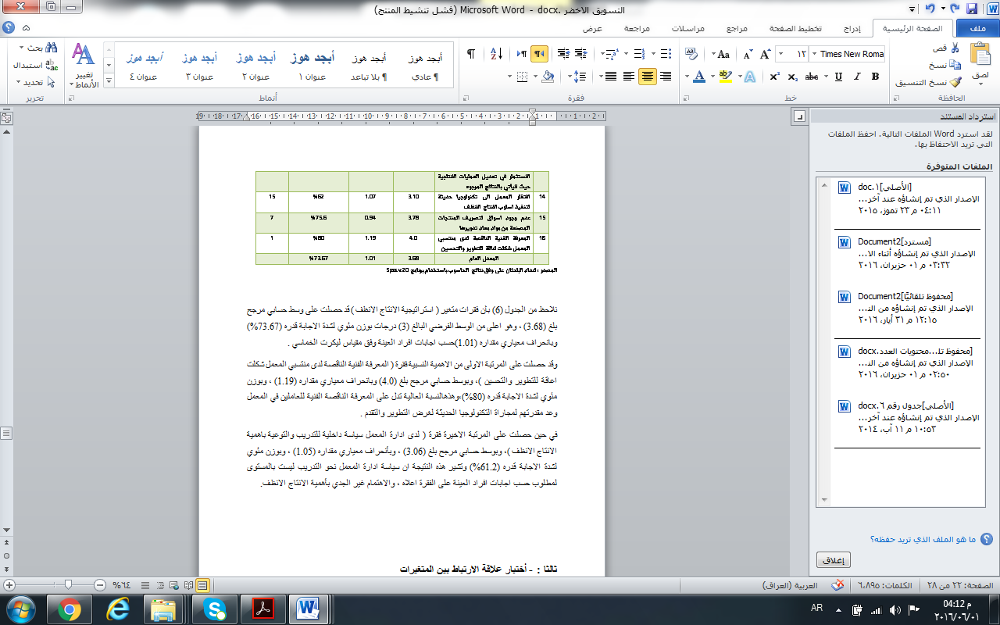 التسويق الاخضر .docx - Microsoft Word (فشل تنشيط المنتج)
ملف
الصفحة الرئيسية
إدراج
تخطيط الصفحة
مراجع
مراسلات
مراجعة
عرض
لصق
قص
نسخ
نسخ التنسيق
الحافظة
Times New Roma
١٢
خط
فقرة
أبجد هوز
¶ عادي
أبجد هوز
¶ بلا تباعد
أبجد هوز
عنوان ١
أبجد هوز
عنوان ٢
أبجد هوز
عنوان ٣
أبجد هوز
عنوان ٤
تغيير
الأنماط
أنماط
بحث
استبدال
تحديد
تحرير
استرداد المستند
لقد استرد Word الملفات التالية. احفظ الملفات
التي تريد الاحتفاظ بها.
الملفات المتوفرة
doc.١[الأصلي]
الإصدار الذي تم إنشاؤه عند آخر...
٠٤:١١ م ٢٣ تموز، ٢٠١٥
Document2[مسترد]
الإصدار الذي تم إنشاؤه أثناء الا...
٠٣:٣٢ م ٠١ حزيران، ٢٠١٦
Document2[محفوظ تلقائيًا]
الإصدار الذي تم إنشاؤه من الن...
١٢:١٥ م ٣١ أيار، ٢٠١٦
محتويات العدد.docx[محفوظ تلـ...
الإصدار الذي تم إنشاؤه من الن...
٠٢:٥٠ م ٠١ حزيران، ٢٠١٦
جدول رقم ٦.docx[الأصلي]
الإصدار الذي تم إنشاؤه عند آخر...
١٠:٥٣ م ١١ آب، ٢٠١٤
ما هو الملف الذي تريد حفظه؟
إغلاق
الاستثمار في تعديل العمليات الانتاجية
حيث لاياتي بالنتائج الموجوه
14 افتقار المعمل الى تكنولوجيا حديثة 3.10 1.07 %62 15
لتنفيذ اسلوب الانتاج الانظف
15 عدم وجود اسواق لتصريف المنتجات 3.78 0.94 %75.6 7
المصنعة من مواد معاد تدويرها
16 المعرفة الفنية الناقصة لدى منتسبي 4.0 1.19 %80 1
المعمل شكلت اعاقة للتطوير والتحسين
المعدل العام 3.68 1.01 %73.67
المصدر : اعداد الباحثان على وفق نتائج الحاسوب باستخدام برنامج Spss.v.20
نلاحظ من الجدول (6) بأن فقرات متغير ( استراتيجية الانتاج الانظف ) قد حصلت على وسط حسابي مرجح
بلغ (3.68) ، وهو اعلى من الوسط الفرضي البالغ (3) درجات بوزن مئوي لشدة الاجابة قدره (73.67%)
وبانحراف معياري مقداره (1.01)حسب اجابات افراد العينة وفق مقياس ليكرت الخماسي .
وقد حصلت على المرتبة الاولى من الاهمية النسبية فقرة ( المعرفة الفنية الناقصة لدى منتسبي المعمل شكلت
اعاقة للتطوير والتحسين )، وبوسط حسابي مرجح بلغ (4.0) وبانحراف معياري مقداره (1.19) ، وبوزن
مئوي لشدة الاجابة قدره (80%)،وهذهالنسبة العالية تدل على المعرفة الناقصة الفنية للعاملين في المعمل
وعد مقدرتهم لمجاراة التكنولوجيا الحديثة لغرض التطوير والتقدم .
في حين حصلت على المرتبة الاخيرة فقرة ( لدى ادارة المعمل سياسة داخلية للتدريب والتوعية باهمية
الانتاج الانظف )، وبوسط حسابي مرجح بلغ (3.06) ، وبأنحراف معياري مقداره (1.05) ، وبوزن مئوي
لشدة الاجابة قدره (61.2%) وتشير هذه النتيجة ان سياسة ادارة المعمل نحو التدريب ليست بالمستوى
لمطلوب حسب اجابات افراد العينة على الفقرة اعلاه ، والاهتمام غير الجدي بأهمية الانتاج الانظف.
ثالثا : - أختبار علاقة الارتباط بين المتغيرات
الصفحة: ٢٢ من ٢٨
الكلمات: ٦,٨٩٥
العربية (العراق)
٦٤%
AR
04:12 م
٢٠١٦/٠٦/٠١